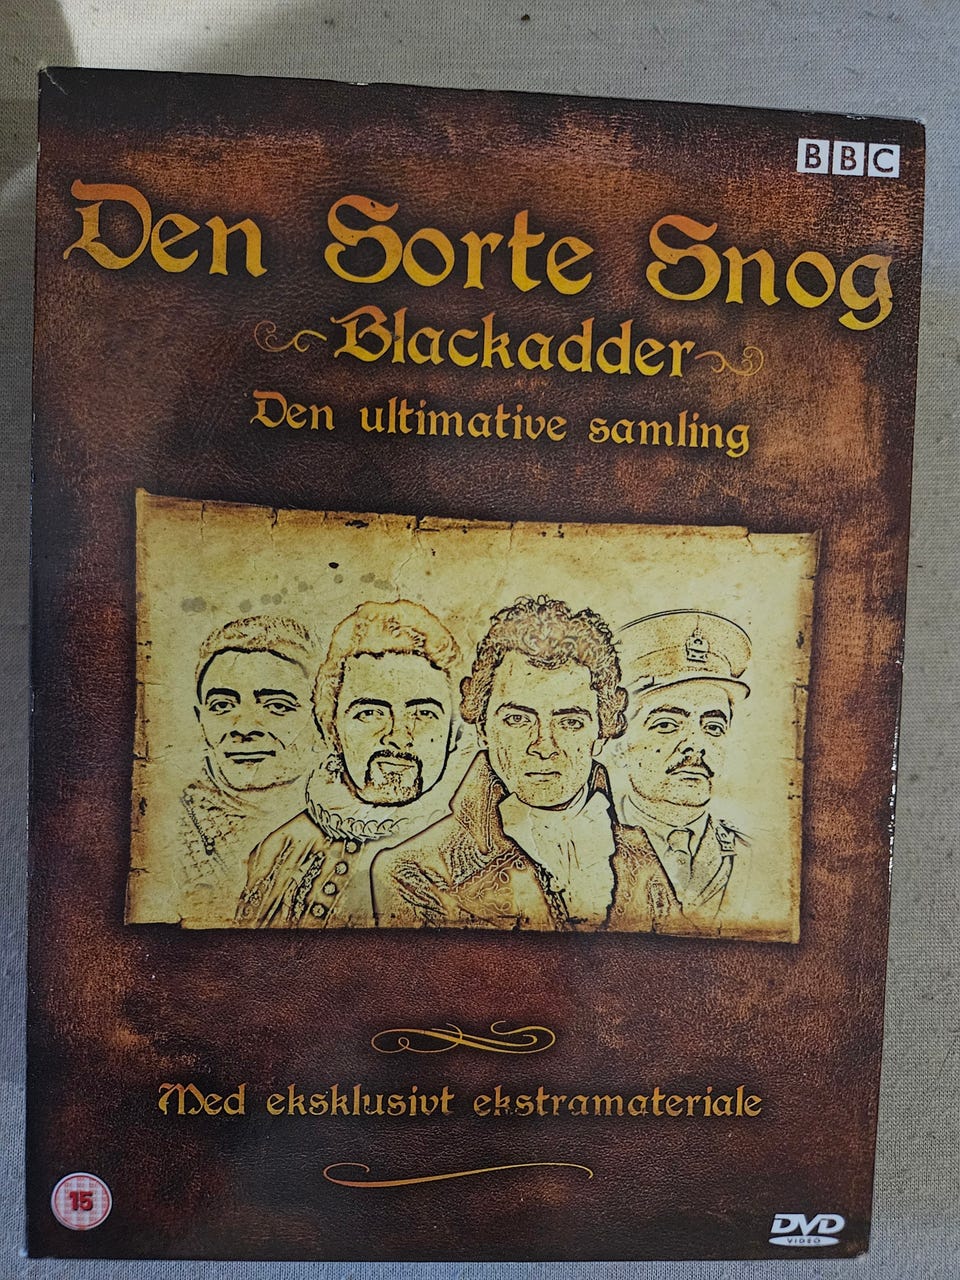 BBC
Den Sorte Snog
Blackadder
Den ultimative samling
Med eksklusivt ekstramateriale
15
DVD
VIDEO